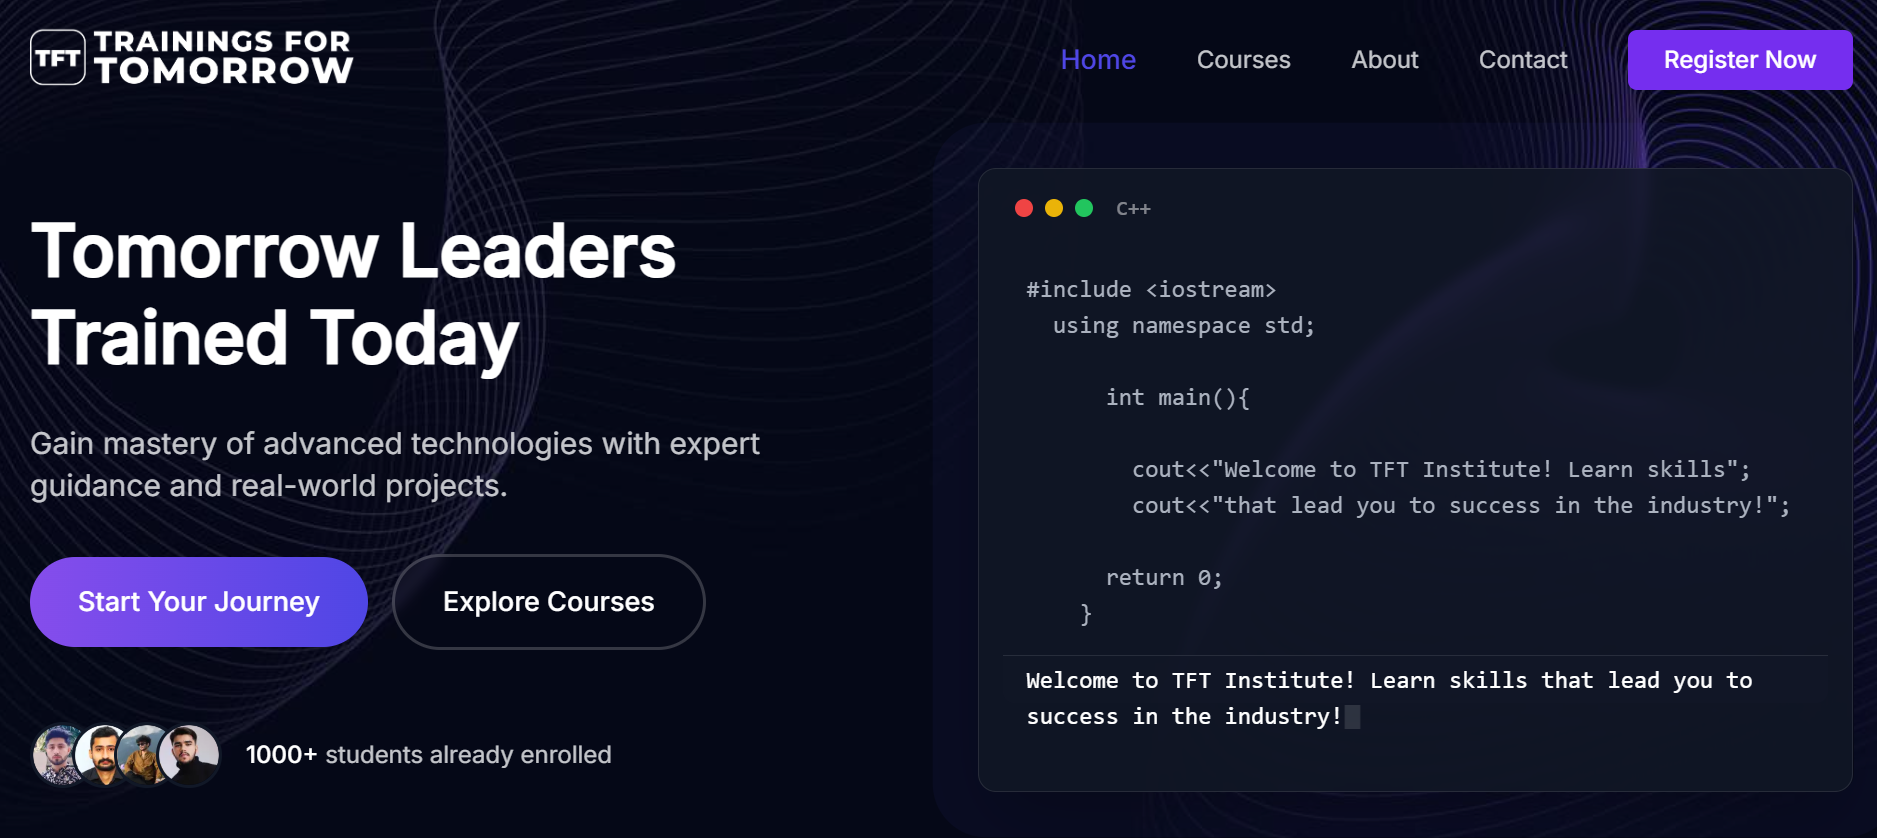 TFT TRAININGS FOR
TOMORROW
Home Courses About Contact Register Now
Tomorrow Leaders
Trained Today
Gain mastery of advanced technologies with expert
guidance and real-world projects.
Start Your Journey Explore Courses
1000+ students already enrolled
C++
#include <iostream>
using namespace std;
int main(){
cout<<"Welcome to TFT Institute! Learn skills";
cout<<"that lead you to success in the industry!";
return 0;
}
Welcome to TFT Institute! Learn skills that lead you to
success in the industry!